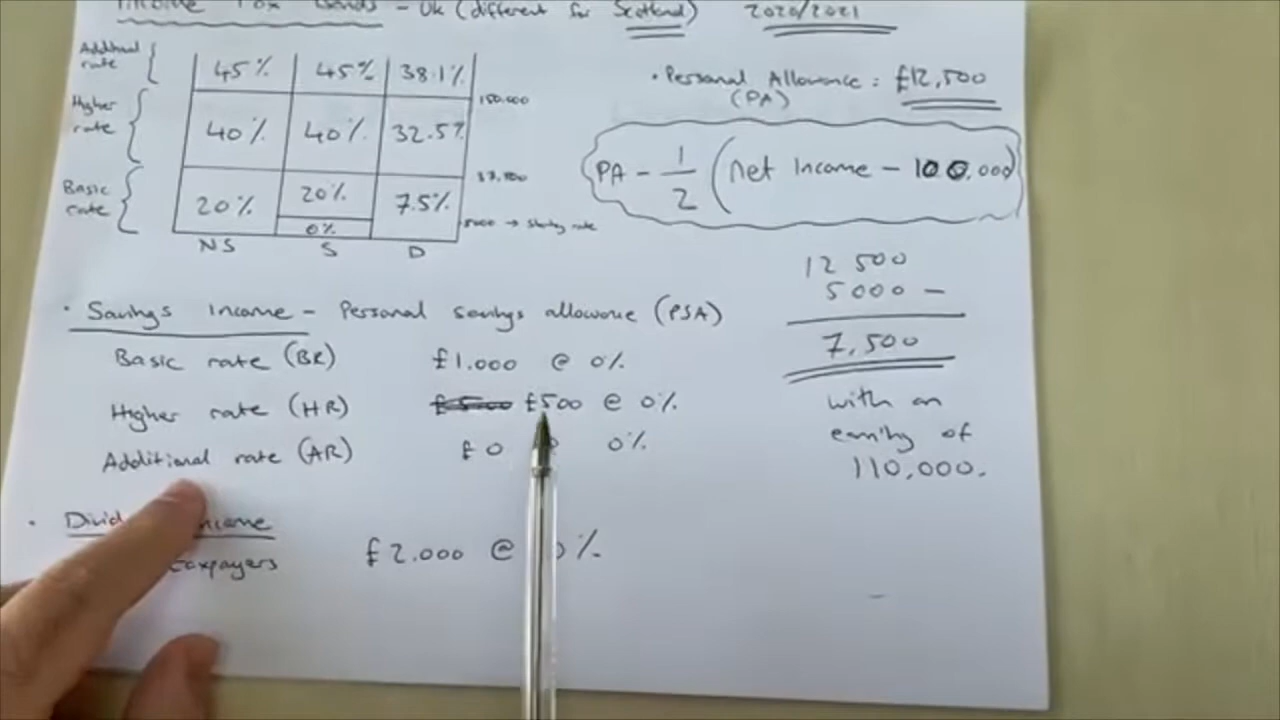 Income Tax Bands - UK (different for Scotland) 2020/2021
Additional rate
45% 45% 38.1%
150.000
Higher rate
40% 40% 32.5%
37.500
Basic rate
20% 20% 7.5%
0%
5000 → starting rate
NS S D
• Personal Allowance : £12,500
(PA)
PA - 1/2 (net income - 100.000)
12 500
5000 -
7,500
with an
earning of
110,000.
• Savings income - Personal savings allowance (PSA)
Basic rate (BR) £1.000 @ 0%
Higher rate (HR) £500 @ 0%
Additional rate (AR) £0 0%
• income
taxpayers £2.000 @ 0%